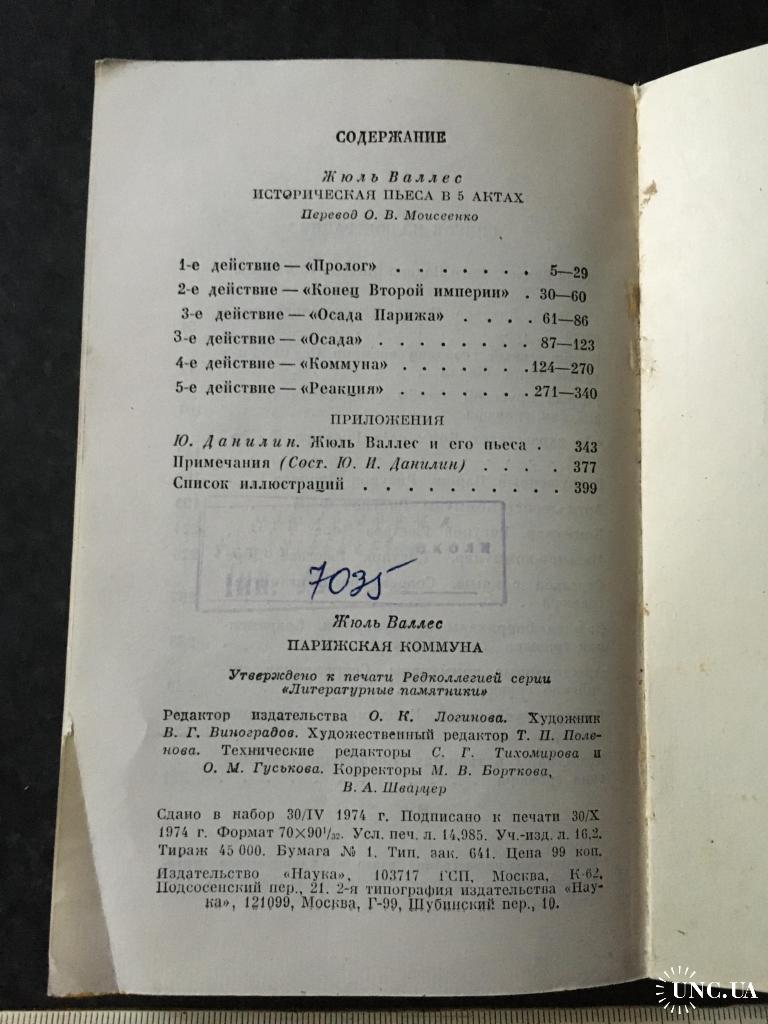 СОДЕРЖАНИЕ
Жюль Валлес
ИСТОРИЧЕСКАЯ ПЬЕСА В 5 АКТАХ
Перевод О. В. Моисеенко
1-е действие — «Пролог» . . . . . . . 5—29
2-е действие — «Конец Второй империи» . 30—60
3-е действие — «Осада Парижа» . . . . 61—86
3-е действие — «Осада» . . . . . . . . 87—123
4-е действие — «Коммуна» . . . . . . . 124—270
5-е действие — «Реакция» . . . . . . . 271—340
ПРИЛОЖЕНИЯ
Ю. Данилин. Жюль Валлес и его пьеса . 343
Примечания (Сост. Ю. И. Данилин) . . . . 377
Список иллюстраций . . . . . . . . . . 399
7035
Жюль Валлес
ПАРИЖСКАЯ КОММУНА
Утверждено к печати Редколлегией серии
«Литературные памятники»
Редактор издательства О. К. Логинова. Художник
В. Г. Виноградов. Художественный редактор Т. П. Поле-
нова. Технические редакторы С. Г. Тихомирова и
О. М. Гуськова. Корректоры М. В. Борткова,
В. А. Шварцер
Сдано в набор 30/IV 1974 г. Подписано к печати 30/X
1974 г. Формат 70×90¹/₃₂. Усл. печ. л. 14,985. Уч.-изд. л. 16,2.
Тираж 45 000. Бумага № 1. Тип. зак. 641. Цена 99 коп.
Издательство «Наука», 103717 ГСП, Москва, К-62,
Подсосенский пер., 21. 2-я типография издательства «Нау-
ка», 121099, Москва, Г-99, Шубинский пер., 10.
UNC.UA